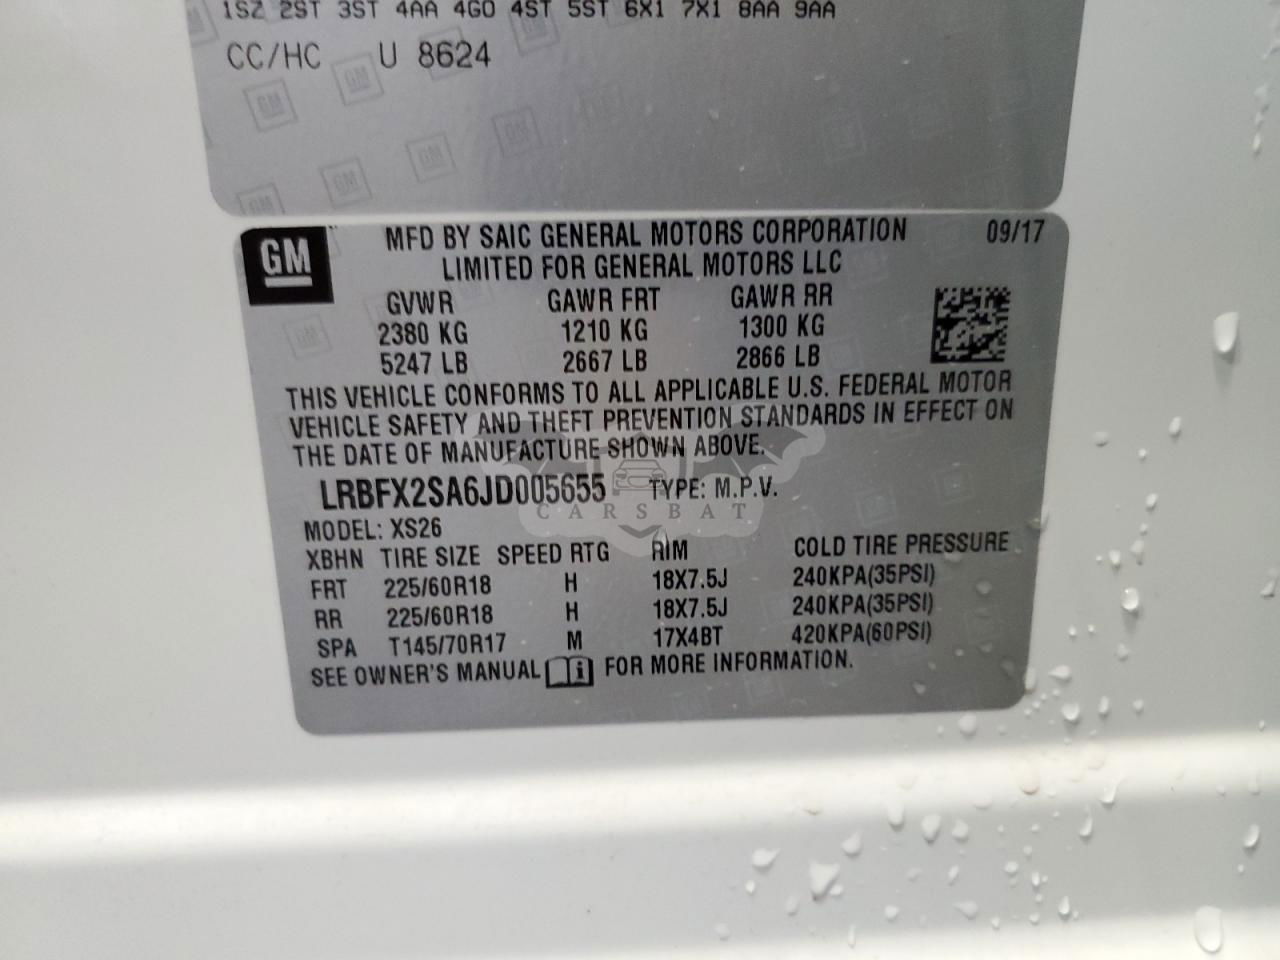 1SZ 2ST 3ST 4AA 4G0 4ST 5ST 6X1 7X1 8AA 9AA
CC/HC U 8624
GM
MFD BY SAIC GENERAL MOTORS CORPORATION 09/17
LIMITED FOR GENERAL MOTORS LLC
GVWR GAWR FRT GAWR RR
2380 KG 1210 KG 1300 KG
5247 LB 2667 LB 2866 LB
THIS VEHICLE CONFORMS TO ALL APPLICABLE U.S. FEDERAL MOTOR
VEHICLE SAFETY AND THEFT PREVENTION STANDARDS IN EFFECT ON
THE DATE OF MANUFACTURE SHOWN ABOVE.
LRBFX2SA6JD005655 TYPE: M.P.V.
CARSBAT
MODEL: XS26
XBHN TIRE SIZE SPEED RTG RIM COLD TIRE PRESSURE
FRT 225/60R18 H 18X7.5J 240KPA(35PSI)
RR 225/60R18 H 18X7.5J 240KPA(35PSI)
SPA T145/70R17 M 17X4BT 420KPA(60PSI)
SEE OWNER'S MANUAL FOR MORE INFORMATION.